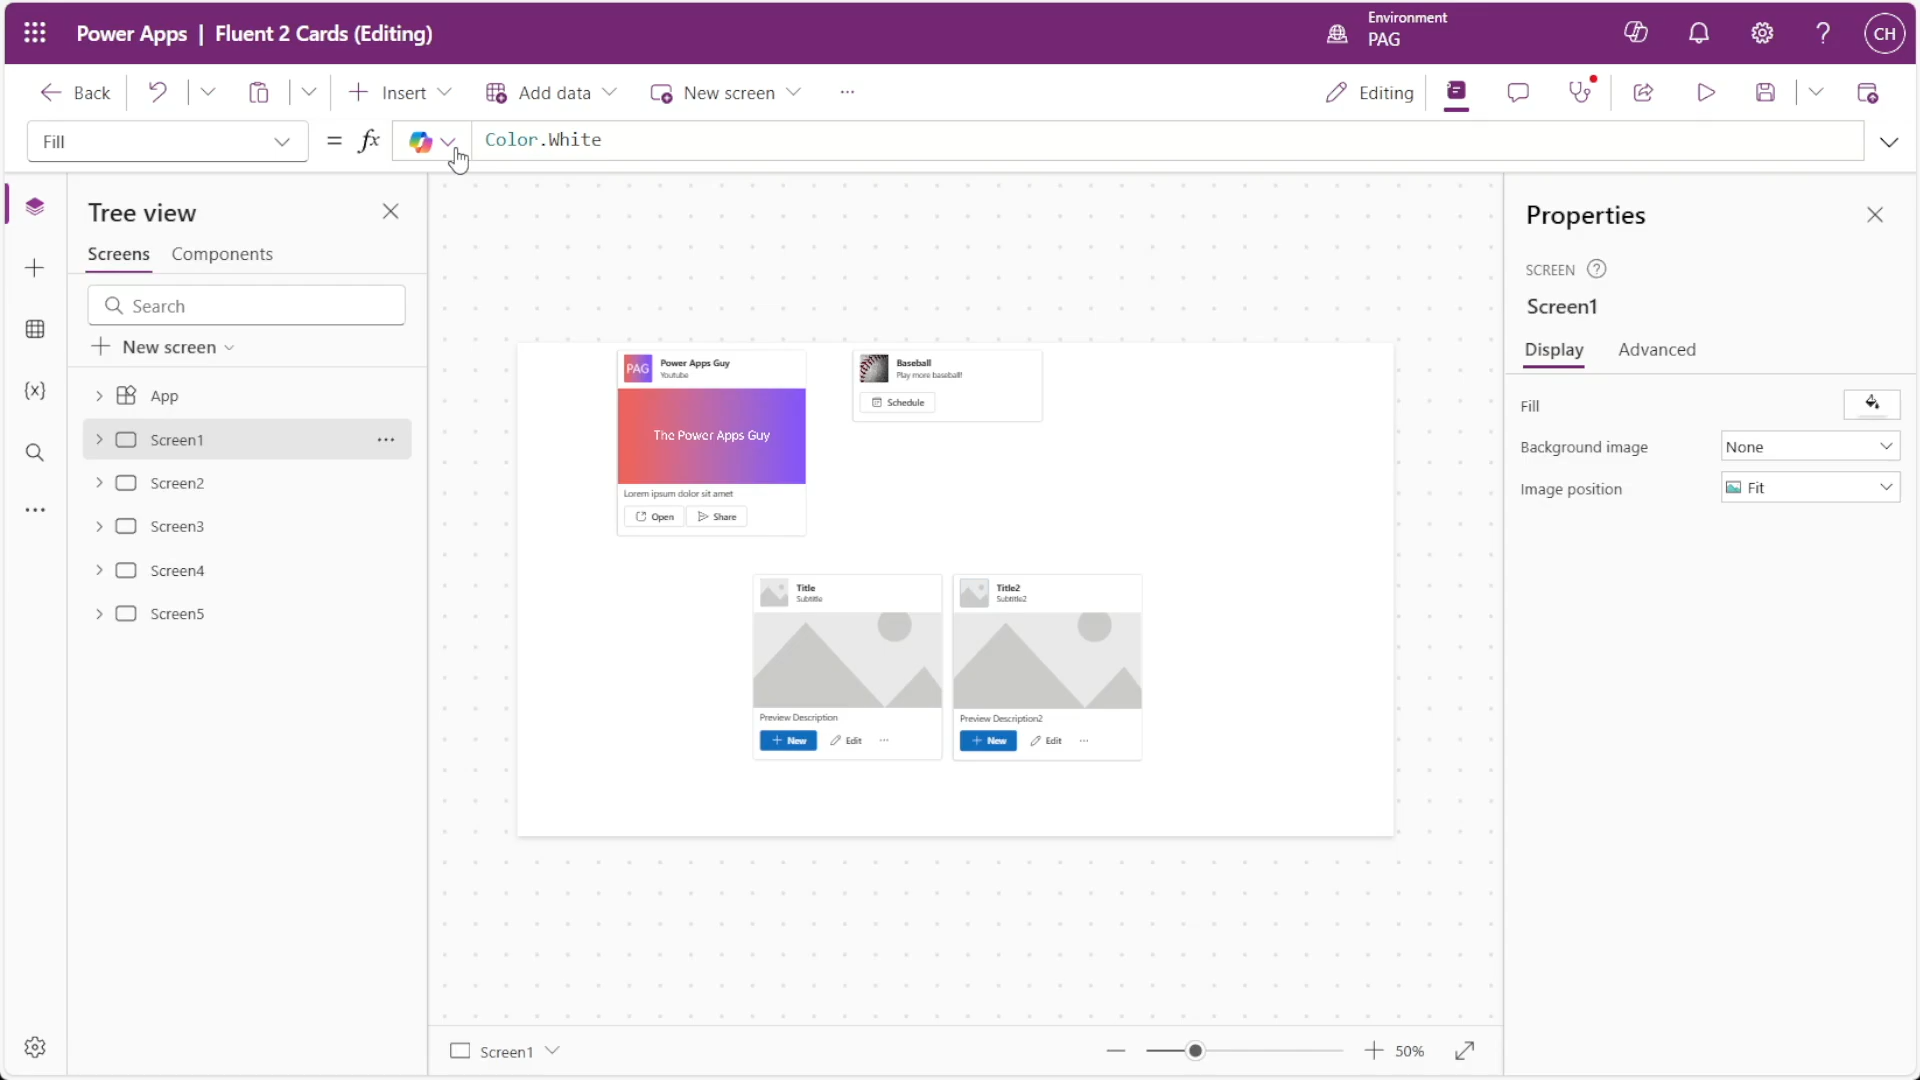 Power Apps | Fluent 2 Cards (Editing)
Environment
PAG
CH
Back
Insert
Add data
New screen
···
Editing
Fill
= fx
Color.White
Tree view
Screens
Components
Search
New screen
App
Screen1
Screen2
Screen3
Screen4
Screen5
PAG
Power Apps Guy
Youtube
The Power Apps Guy
Lorem ipsum dolor sit amet
Open
Share
Baseball
Play more baseball!
Schedule
Title
Subtitle
Preview Description
New
Edit
Title2
Subtitle2
Preview Description2
New
Edit
Screen1
50%
Properties
SCREEN
Screen1
Display
Advanced
Fill
Background image
None
Image position
Fit